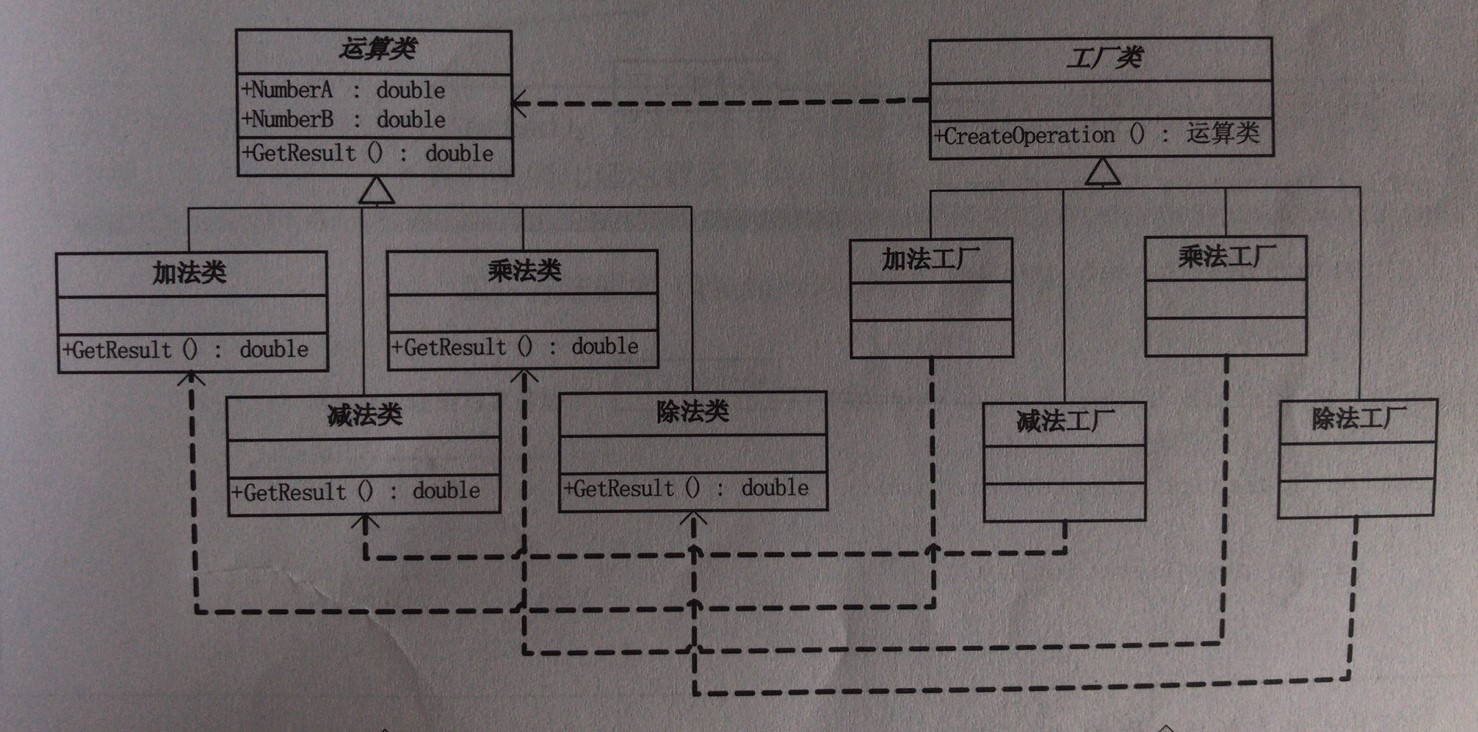 运算类
+NumberA : double
+NumberB : double
+GetResult () : double
工厂类
+CreateOperation () : 运算类
加法类
+GetResult () : double
乘法类
+GetResult () : double
加法工厂
乘法工厂
减法类
+GetResult () : double
除法类
+GetResult () : double
减法工厂
除法工厂